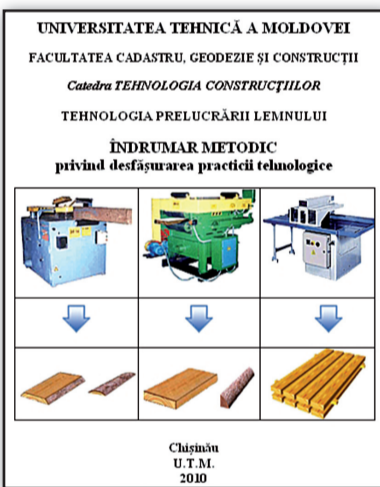 UNIVERSITATEA TEHNICĂ A MOLDOVEI
FACULTATEA CADASTRU, GEODEZIE ȘI CONSTRUCȚII
Catedra TEHNOLOGIA CONSTRUCŢIILOR
TEHNOLOGIA PRELUCRĂRII LEMNULUI
ÎNDRUMAR METODIC
privind desfășurarea practicii tehnologice
Chișinău
U.T.M.
2010